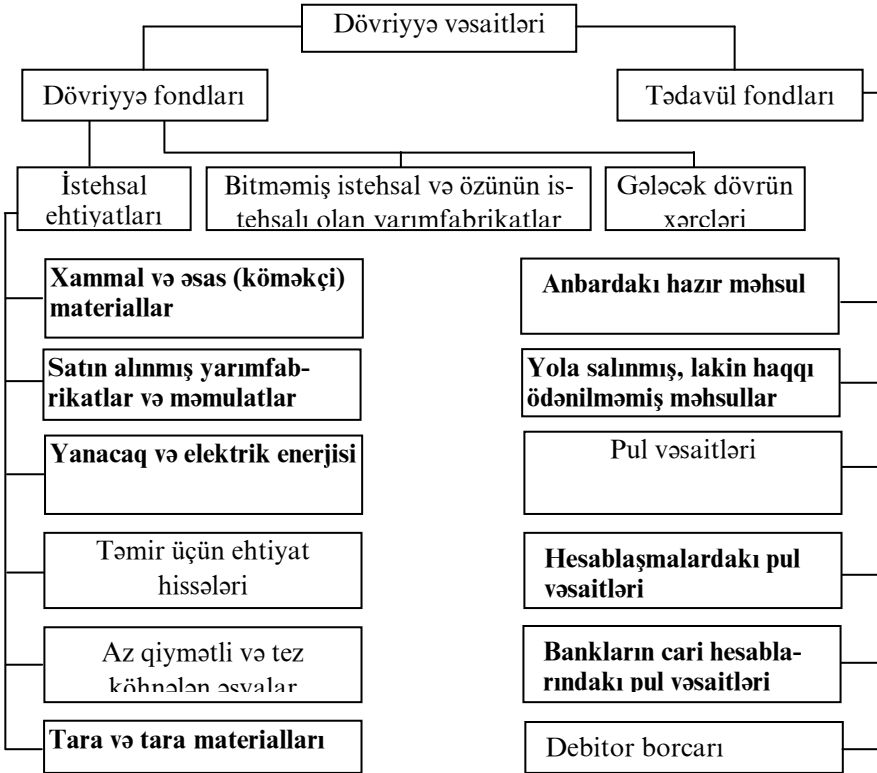 Dövriyyə vəsaitləri
Dövriyyə fondları
Tədavül fondları
İstehsal
ehtiyatları
Bitməmiş istehsal və özünün is-
tehsalı olan yarımfabrikatlar
Gələcək dövrün
xərcləri
Xammal və əsas (köməkçi)
materiallar
Satın alınmış yarımfab-
rikatlar və məmulatlar
Yanacaq və elektrik enerjisi
Təmir üçün ehtiyat
hissələri
Az qiymətli və tez
köhnələn əşyalar
Tara və tara materialları
Anbardakı hazır məhsul
Yola salınmış, lakin haqqı
ödənilməmiş məhsullar
Pul vəsaitləri
Hesablaşmalardakı pul
vəsaitləri
Bankların cari hesabla-
rındakı pul vəsaitləri
Debitor borcarı